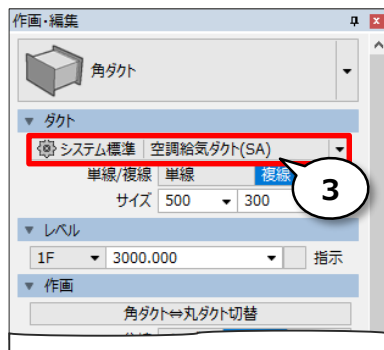 作画・編集
角ダクト
ダクト
システム標準 空調給気ダクト(SA)
単線/複線 単線 複線
サイズ 500 300
3
レベル
1F 3000.000 指示
作画
角ダクト⇔丸ダクト切替